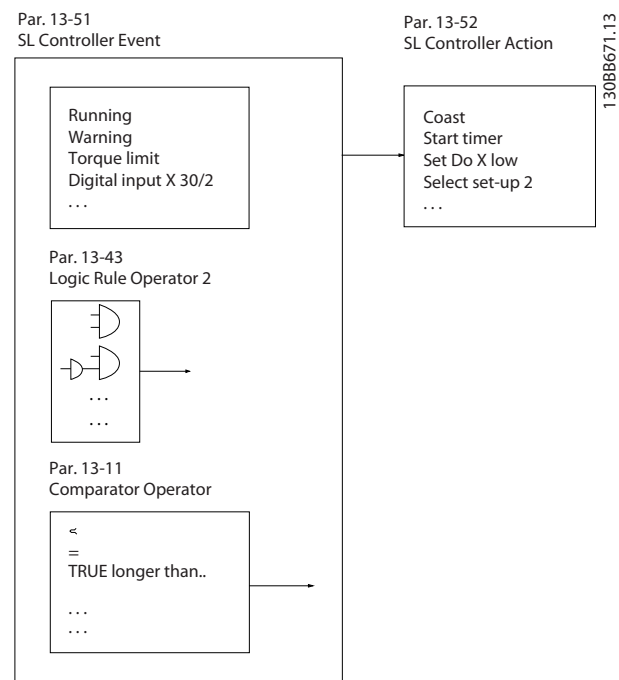 Par. 13-51
SL Controller Event
Par. 13-52
SL Controller Action
130BB671.13
Running
Warning
Torque limit
Digital input X 30/2
. . .
Coast
Start timer
Set Do X low
Select set-up 2
. . .
Par. 13-43
Logic Rule Operator 2
. . .
. . .
Par. 13-11
Comparator Operator
<
=
TRUE longer than..
. . .
. . .